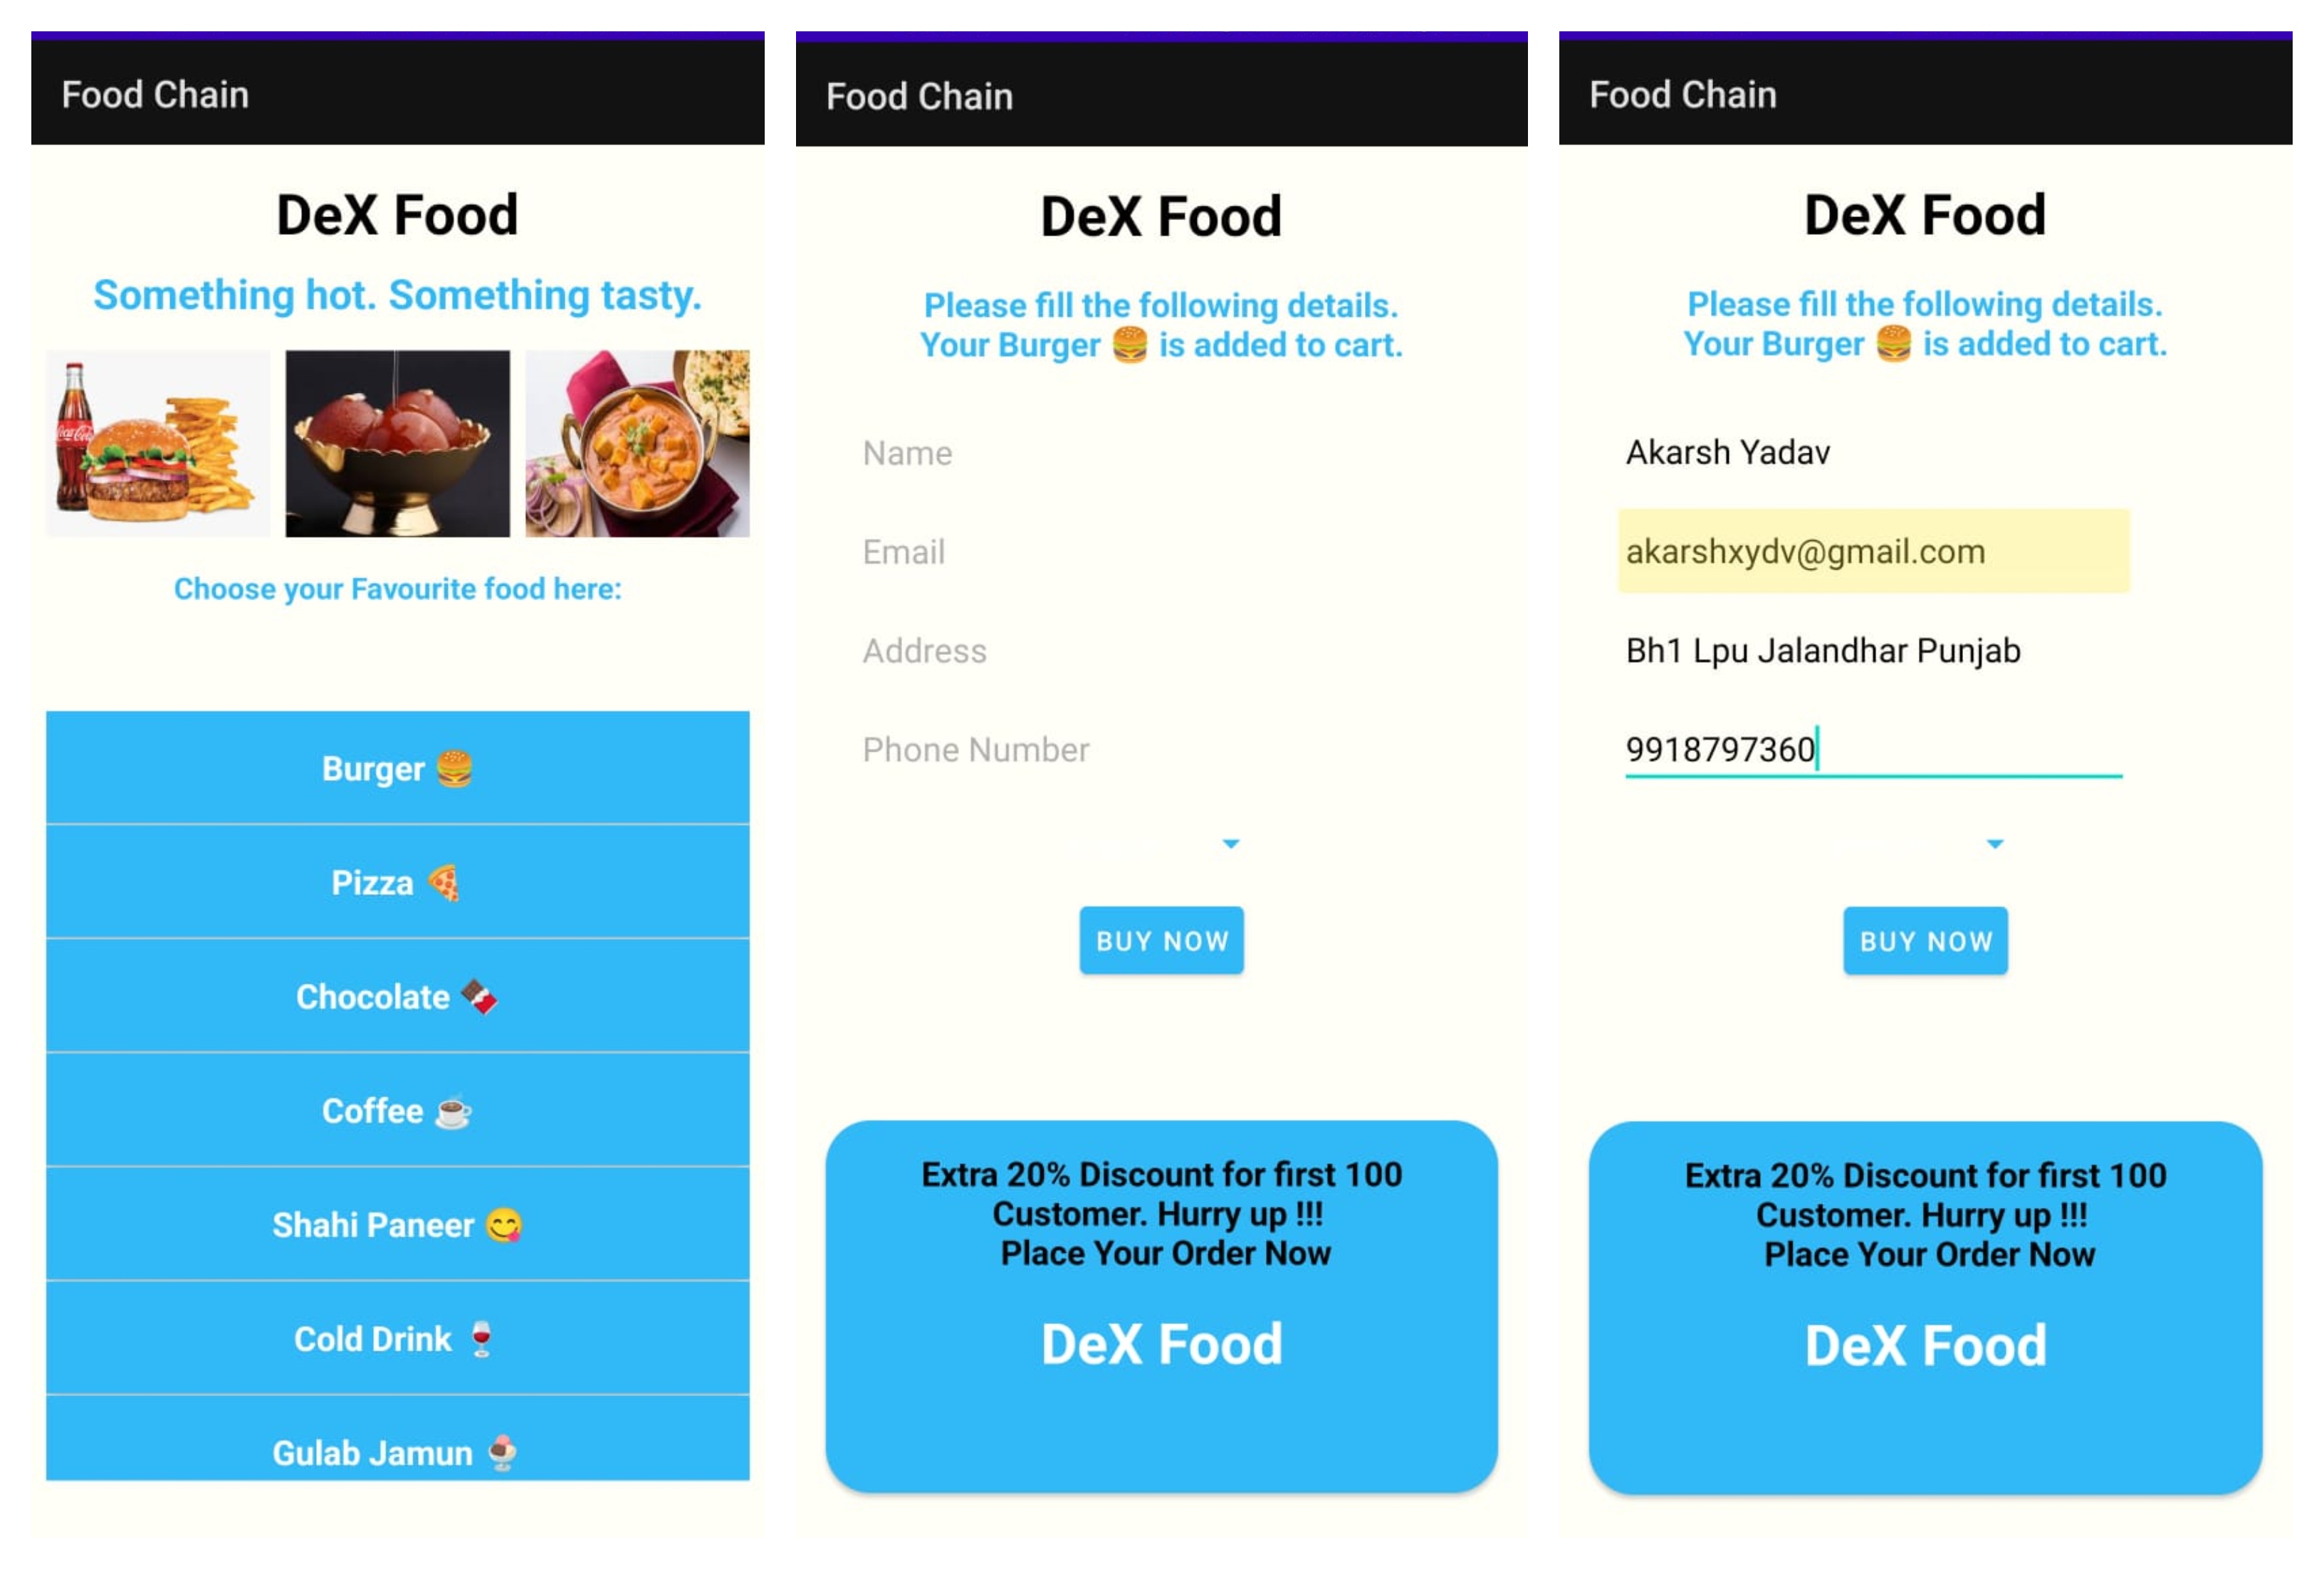 Food Chain
DeX Food
Something hot. Something tasty.
Coca-Cola
Choose your Favourite food here:
Burger 🍔
Pizza 🍕
Chocolate 🍫
Coffee ☕
Shahi Paneer 😋
Cold Drink 🍷
Gulab Jamun 🍨
Food Chain
DeX Food
Please fill the following details.
Your Burger 🍔 is added to cart.
Name
Email
Address
Phone Number
BUY NOW
Extra 20% Discount for first 100
Customer. Hurry up !!!
Place Your Order Now
DeX Food
Food Chain
DeX Food
Please fill the following details.
Your Burger 🍔 is added to cart.
Akarsh Yadav
akarshxydv@gmail.com
Bh1 Lpu Jalandhar Punjab
9918797360
BUY NOW
Extra 20% Discount for first 100
Customer. Hurry up !!!
Place Your Order Now
DeX Food